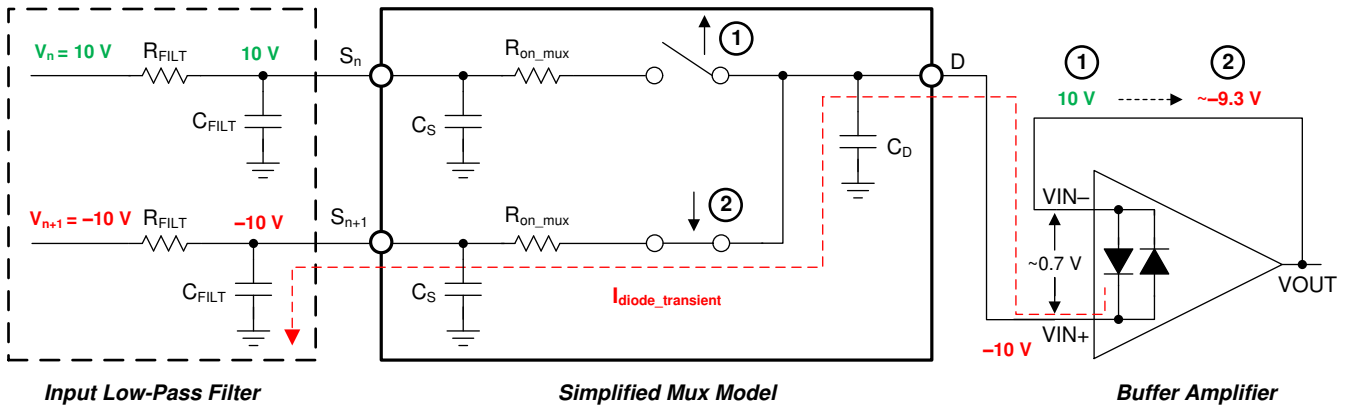 Vn = 10 V
RFILT
10 V
CFILT
Sn
Ron_mux
1
CS
CD
D
1
2
10 V
~–9.3 V
Vn+1 = –10 V
RFILT
–10 V
CFILT
Sn+1
Ron_mux
2
CS
Idiode_transient
VIN–
~0.7 V
VIN+
–10 V
VOUT
Input Low-Pass Filter
Simplified Mux Model
Buffer Amplifier